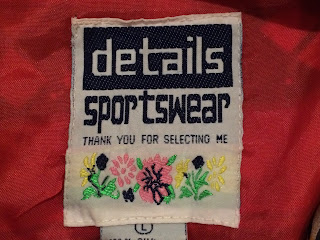 details
sportswear
THANK YOU FOR SELECTING ME
L